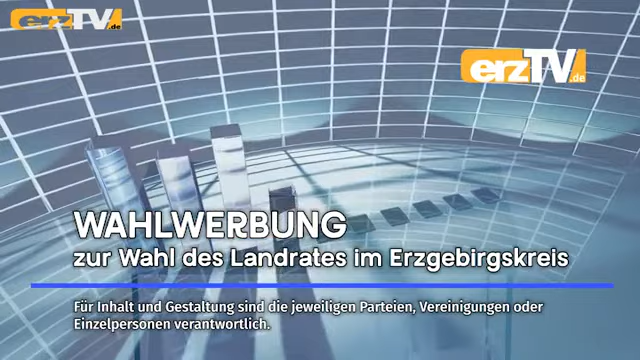 erzTV.de
erzTV.de
WAHLWERBUNG
zur Wahl des Landrates im Erzgebirgskreis
Für Inhalt und Gestaltung sind die jeweiligen Parteien, Vereinigungen oder
Einzelpersonen verantwortlich.